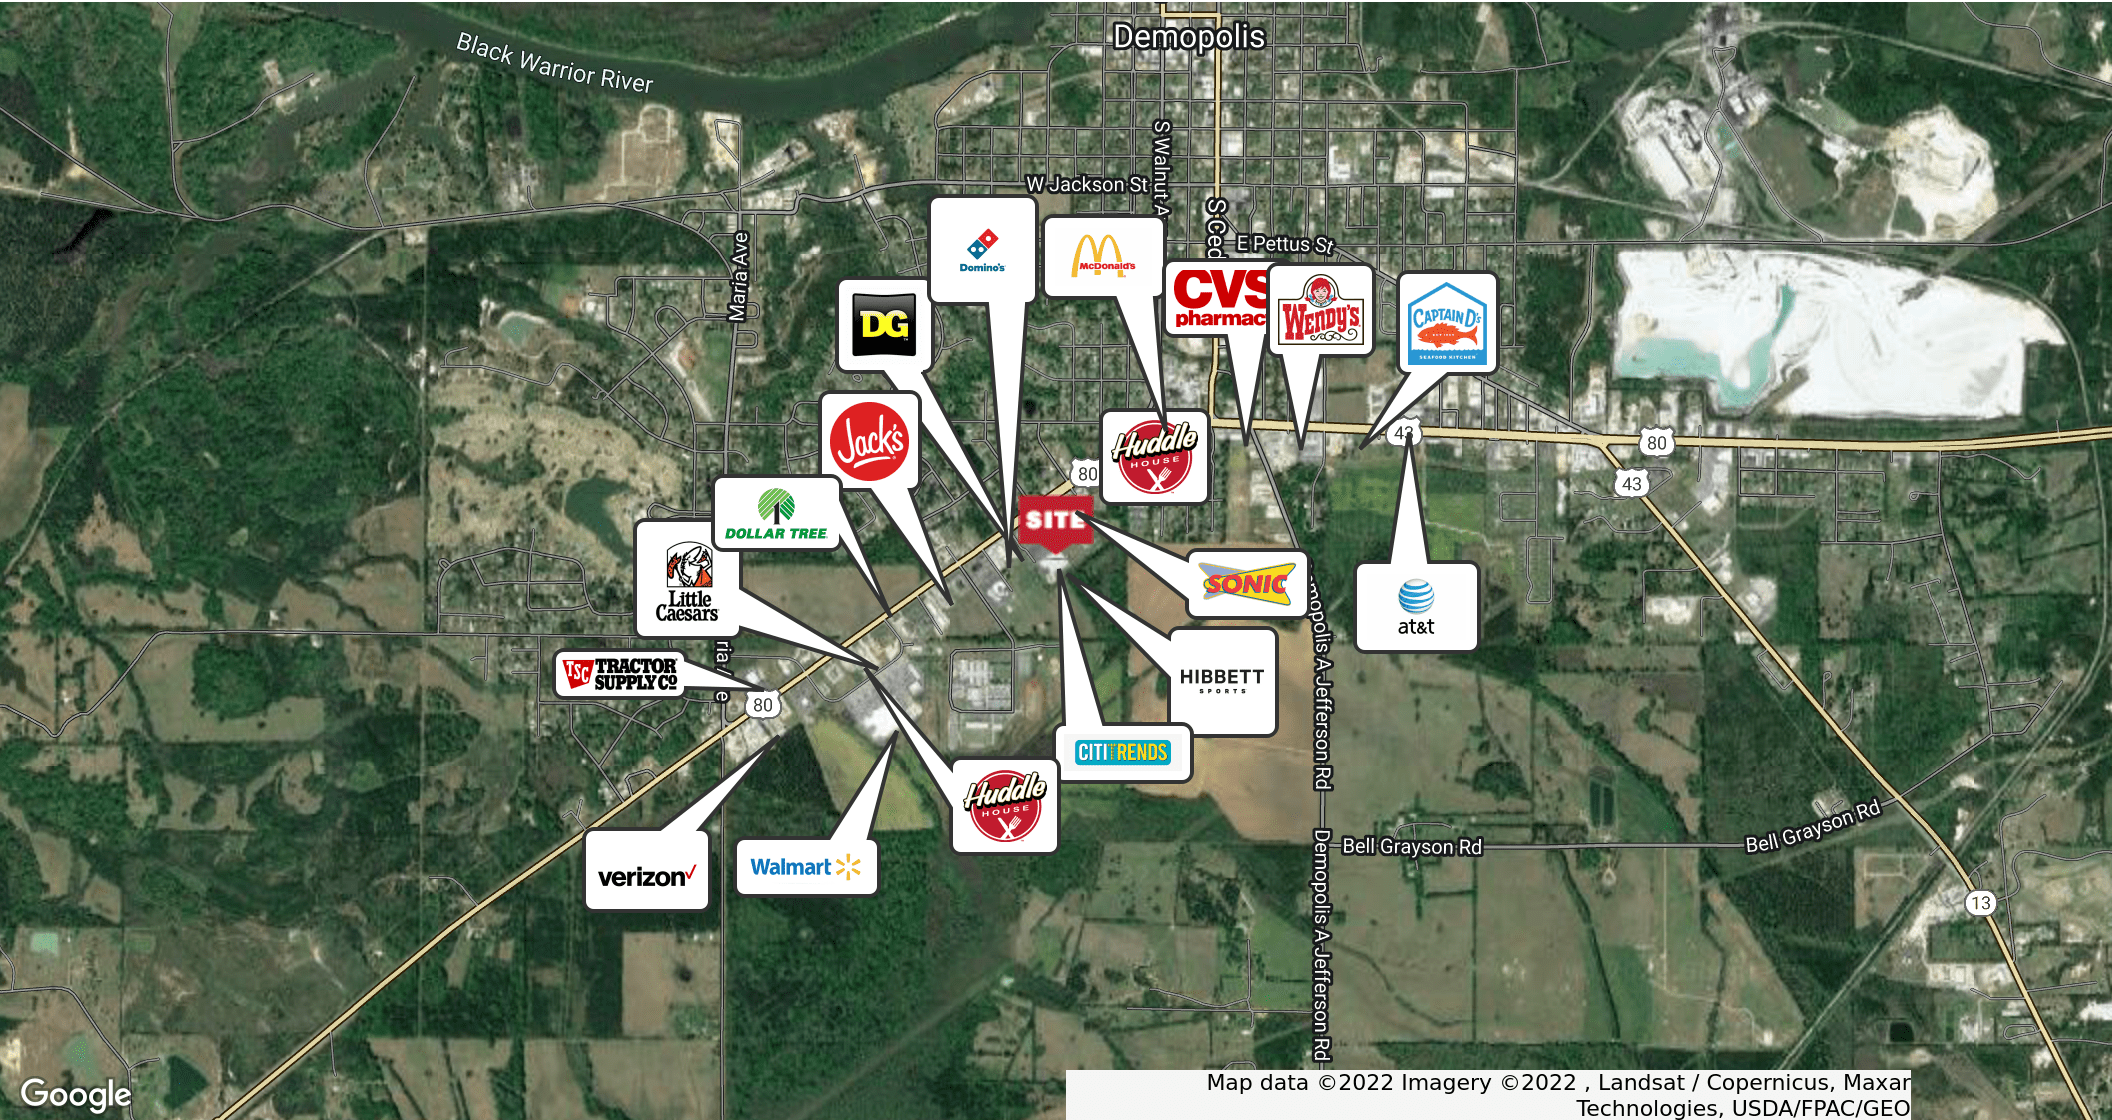 Demopolis
Black Warrior River
S Walnut A
W Jackson St
S Ced
E Pettus St
Maria Ave
Domino's
McDonald's
CVS
pharmac
Wendy's
CAPTAIN D's
SEAFOOD KITCHEN
DG
Jack's
Huddle
HOUSE
43
80
80
43
SITE
DOLLAR TREE
Little
Caesars
SONIC
at&t
TSC TRACTOR
SUPPLY CO
ria
e
80
HIBBETT
SPORTS
CITI TRENDS
mopolis A Jefferson Rd
Huddle
HOUSE
verizon
Walmart
Bell Grayson Rd
Bell Grayson Rd
Demopolis A Jefferson Rd
13
Google
Map data ©2022 Imagery ©2022 , Landsat / Copernicus, Maxar
Technologies, USDA/FPAC/GEO